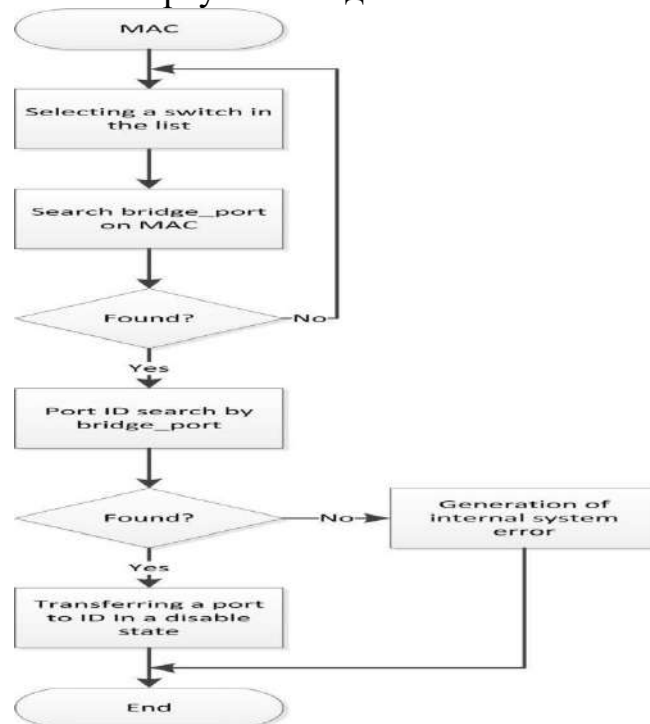 MAC
Selecting a switch in
the list
Search bridge_port
on MAC
Found?
No
Yes
Port ID search by
bridge_port
Found?
No
Generation of
internal system
error
Yes
Transferring a port
to ID in a disable
state
End